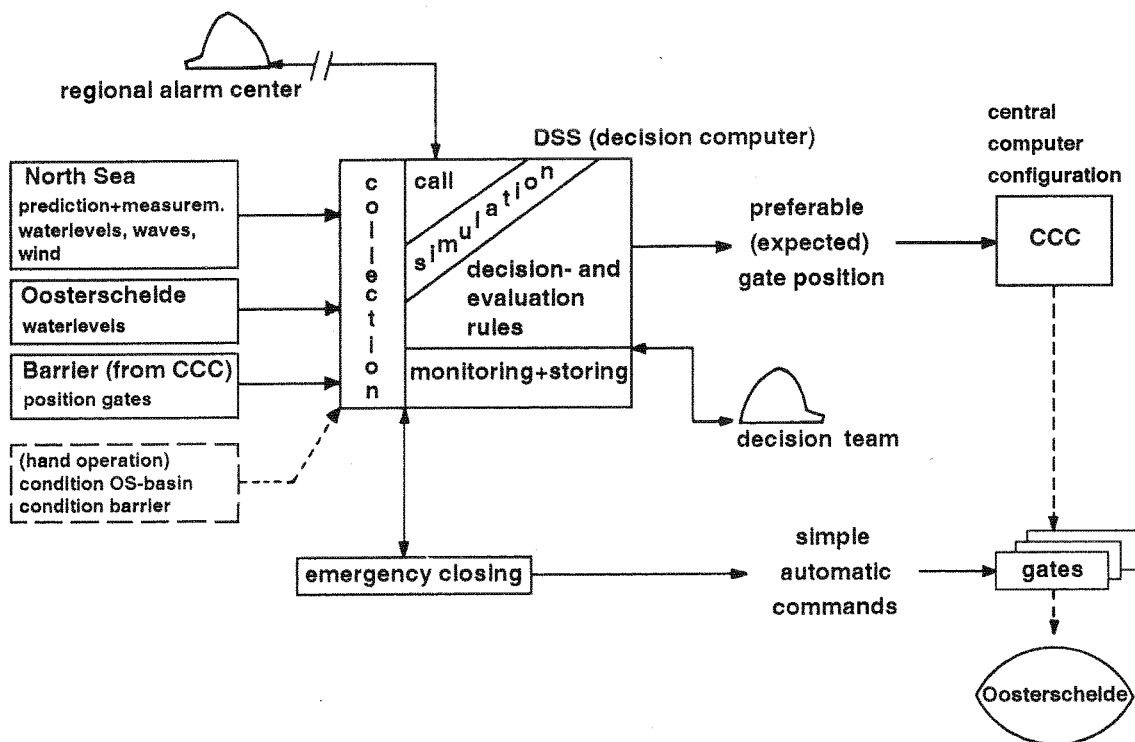 regional alarm center
DSS (decision computer)
central
computer
configuration
North Sea
prediction+measurem.
waterlevels, waves,
wind
Oosterschelde
waterlevels
Barrier (from CCC)
position gates
(hand operation)
condition OS-basin
condition barrier
collection
call
simulation
decision- and
evaluation
rules
monitoring+storing
preferable
(expected)
gate position
CCC
decision team
emergency closing
simple
automatic
commands
gates
Oosterschelde